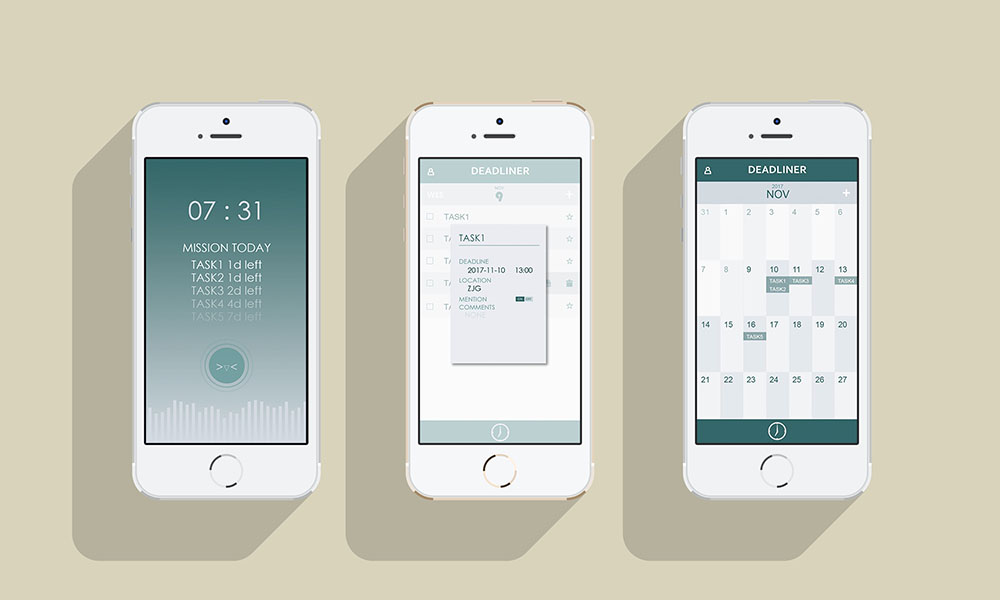 07 : 31
MISSION TODAY
TASK1 1d left
TASK2 1d left
TASK3 2d left
TASK4 4d left
TASK5 7d left
>▽<
DEADLINER
WES
NOV
9
+
TASK1
TA
TA
TA
TA
TASK1
DEADLINE
2017-11-10 13:00
LOCATION
ZJG
MENTION
COMMENTS
NONE
DEADLINER
2017
NOV +
31 1 2 3 4 5 6
7 8 9 10 11 12 13
TASK1 TASK3 TASK4
TASK2
14 15 16 17 18 19 20
TASK5
21 22 23 24 25 26 27